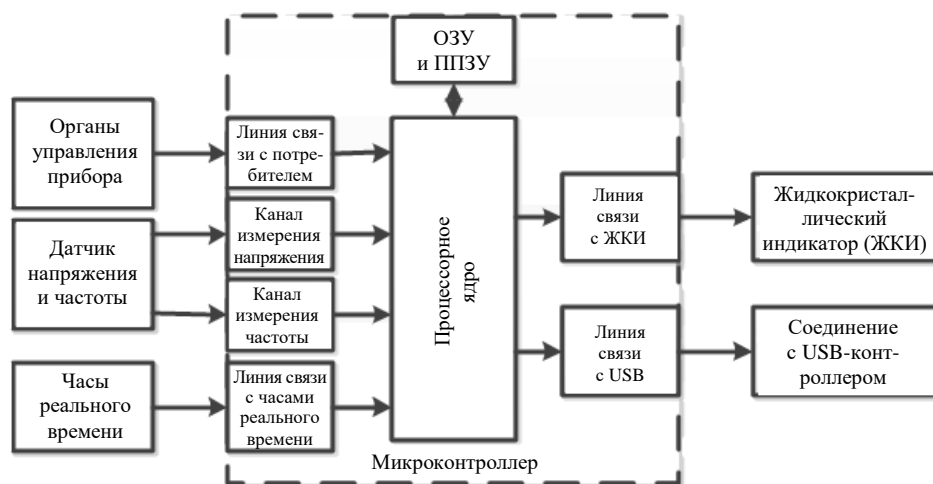 ОЗУ
и ППЗУ
Органы
управления
прибора
Линия свя-
зи с потре-
бителем
Датчик
напряжения
и частоты
Канал
измерения
напряжения
Канал
измерения
частоты
Часы
реального
времени
Линия связи
с часами
реального
времени
Процессорное
ядро
Линия
связи
с ЖКИ
Жидкокристал-
лический
индикатор (ЖКИ)
Линия
связи
с USB
Соединение
с USB-конт-
роллером
Микроконтроллер